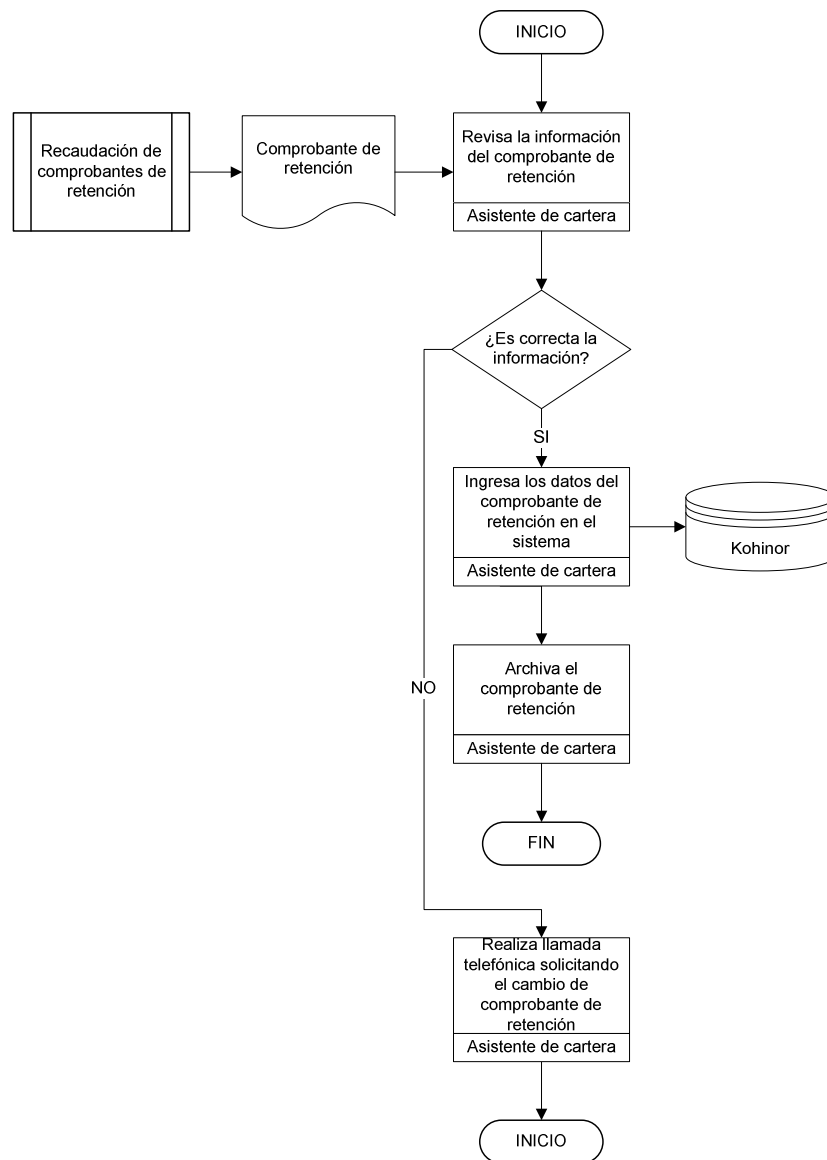 INICIO
Recaudación de
comprobantes de
retención
Comprobante de
retención
Revisa la información
del comprobante de
retención
Asistente de cartera
¿Es correcta la
información?
SI
Ingresa los datos del
comprobante de
retención en el
sistema
Asistente de cartera
Kohinor
Archiva el
comprobante de
retención
Asistente de cartera
NO
FIN
Realiza llamada
telefónica solicitando
el cambio de
comprobante de
retención
Asistente de cartera
INICIO